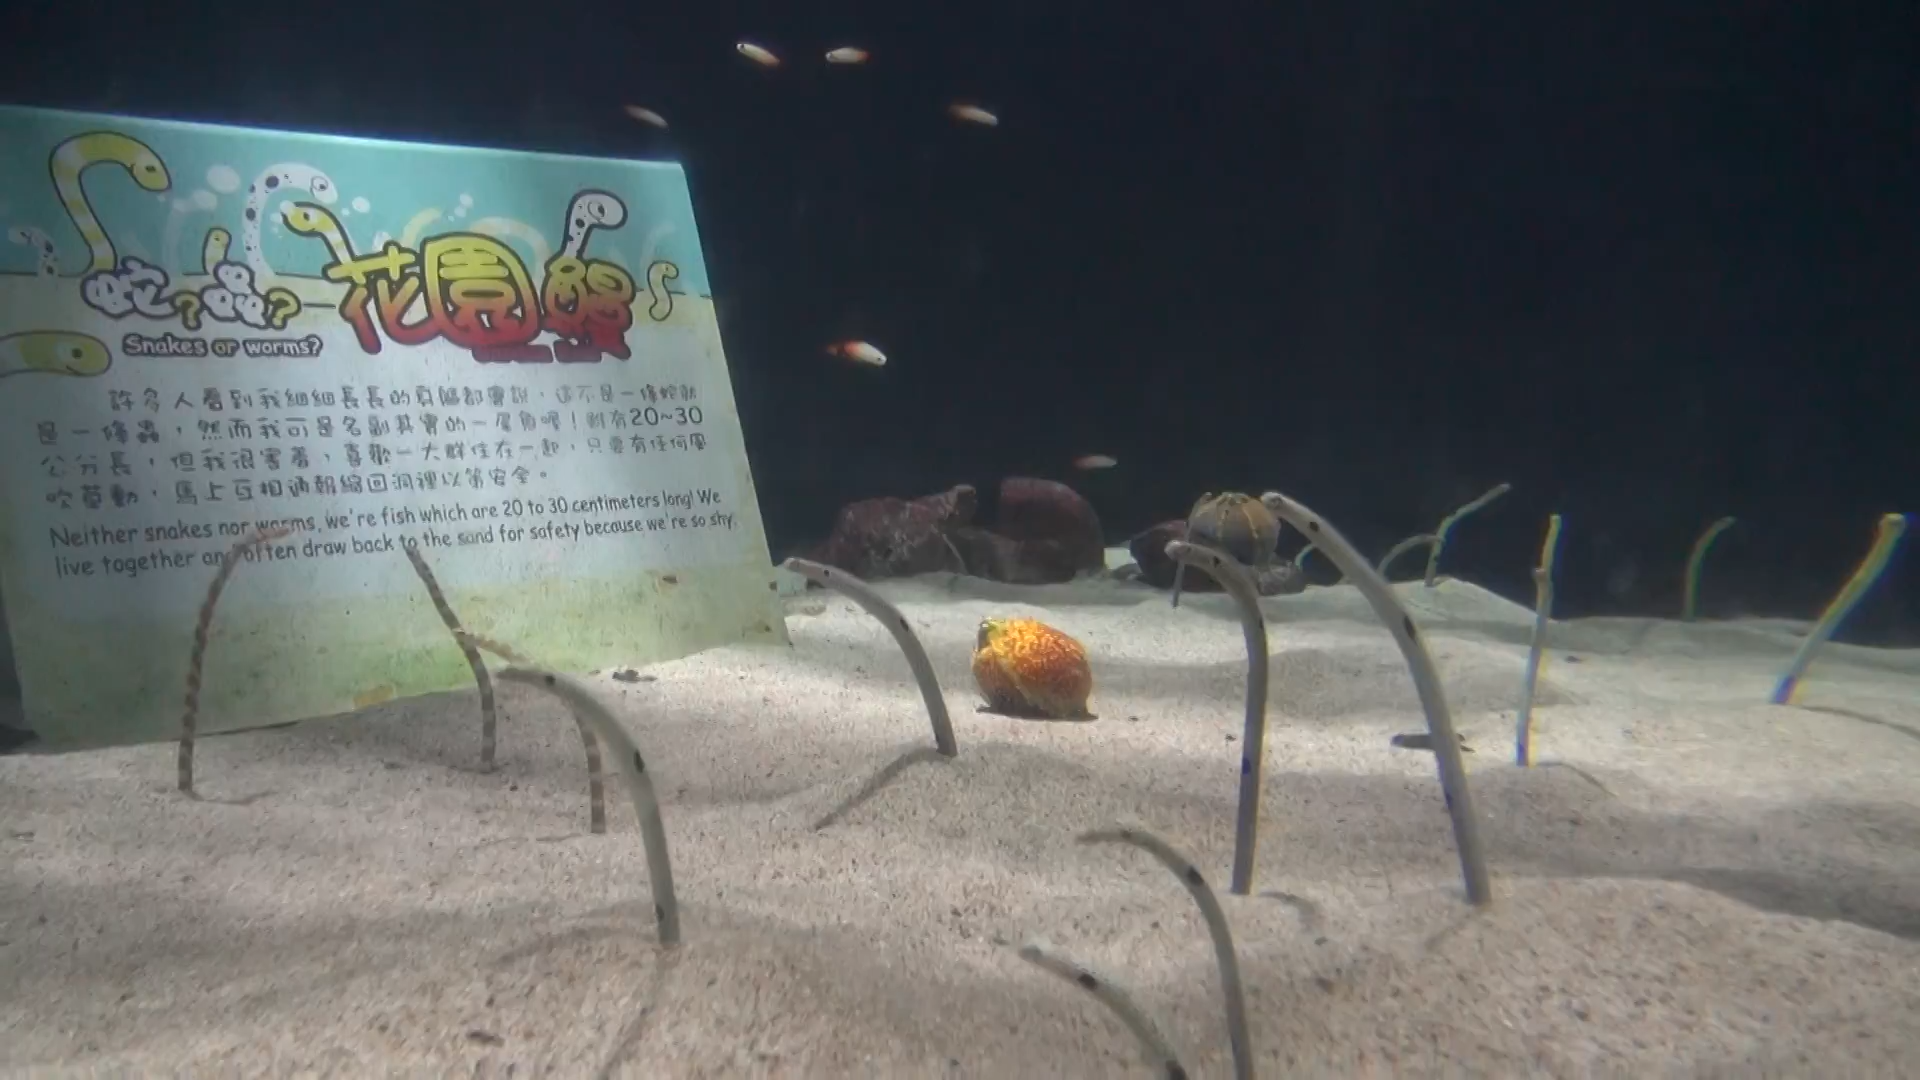 蛇?蟲?—花園鰻
Snakes or worms?
許多人看到我細細長長的身軀都會說，這不是一條蛇就
是一條蟲，然而我可是名副其實的一尾魚喔！別有20~30
公分長，但我很害羞，喜歡一大群住在一起，只要有任何風
吹草動，馬上互相通報縮回洞裡以策安全。
Neither snakes nor worms, we're fish which are 20 to 30 centimeters long! We
live together and often draw back to the sand for safety because we're so shy.